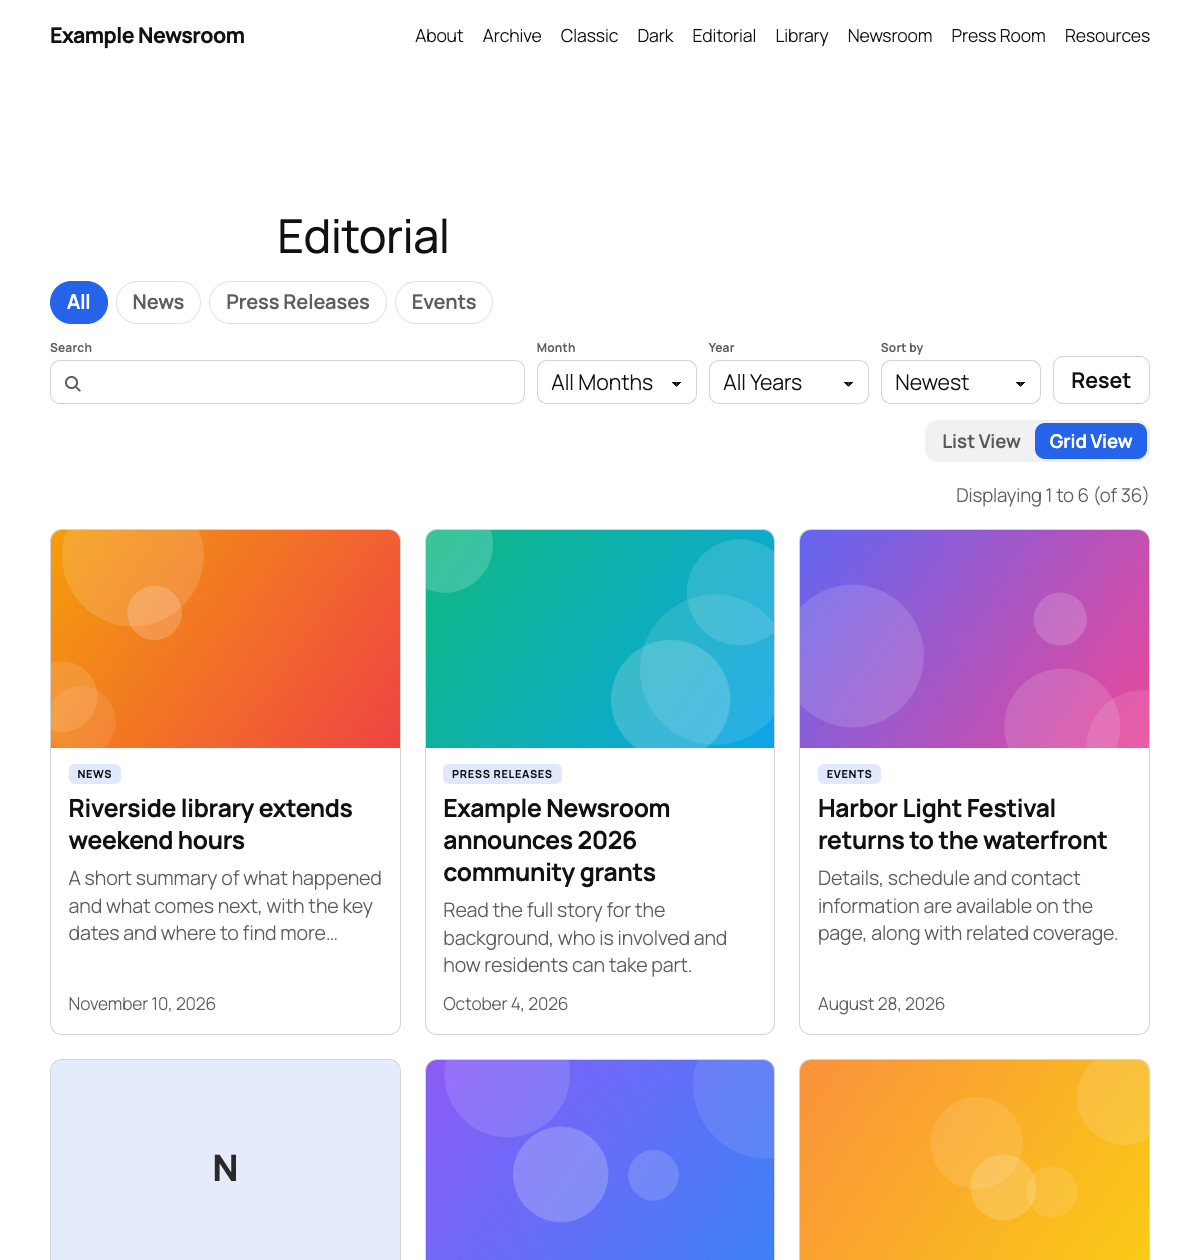 Example Newsroom
About Archive Classic Dark Editorial Library Newsroom Press Room Resources
Editorial
All News Press Releases Events
Search Month Year Sort by
All Months All Years Newest Reset
List View Grid View
Displaying 1 to 6 (of 36)
NEWS
Riverside library extends
weekend hours
A short summary of what happened
and what comes next, with the key
dates and where to find more...
November 10, 2026
PRESS RELEASES
Example Newsroom
announces 2026
community grants
Read the full story for the
background, who is involved and
how residents can take part.
October 4, 2026
EVENTS
Harbor Light Festival
returns to the waterfront
Details, schedule and contact
information are available on the
page, along with related coverage.
August 28, 2026
N